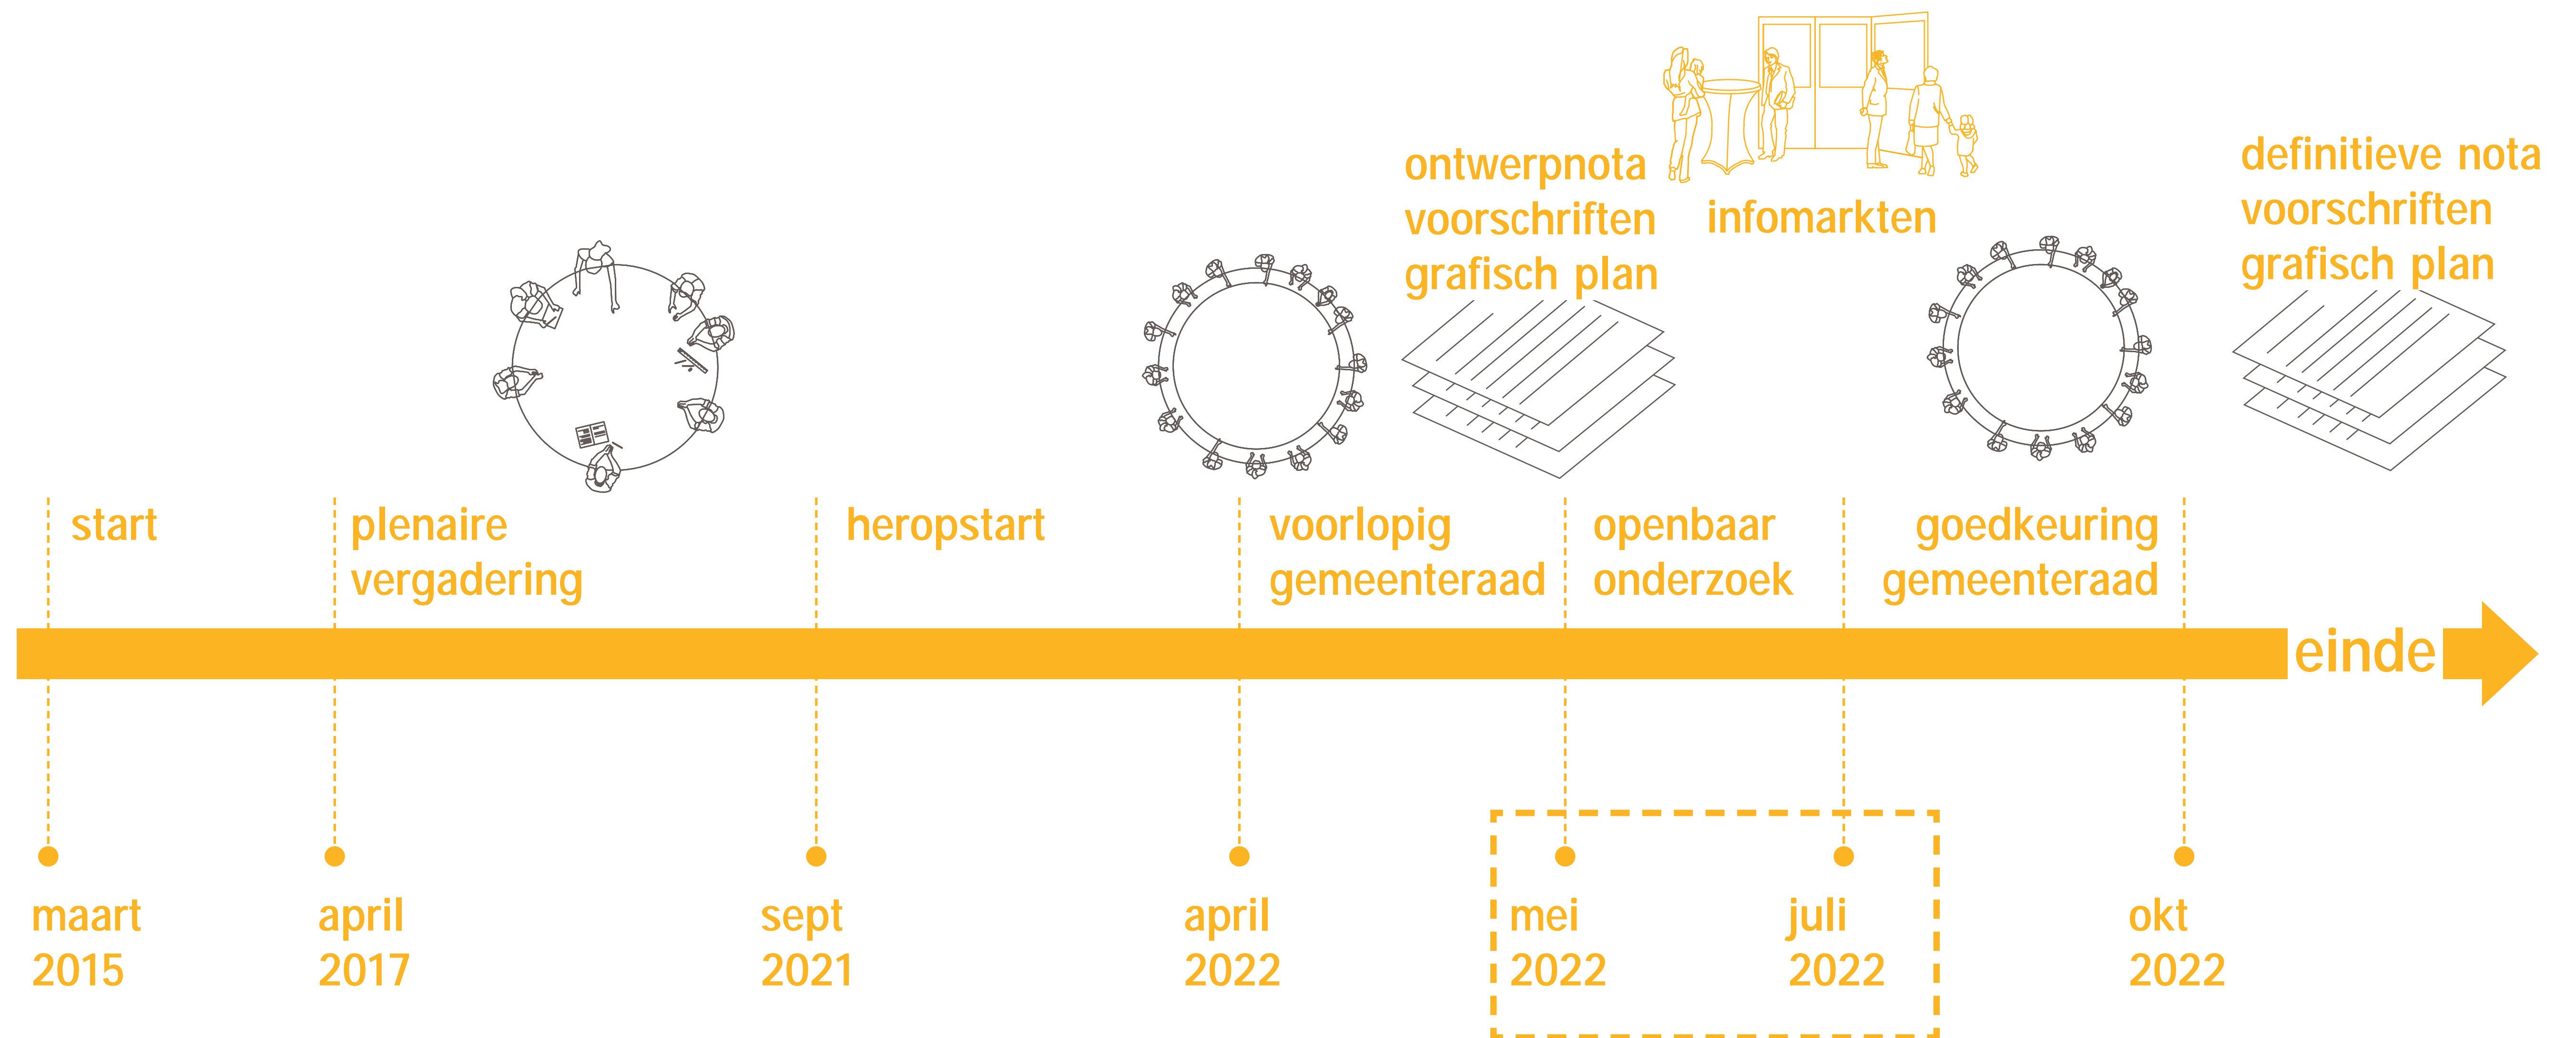 ontwerpnota
voorschriften
grafisch plan
infomarkten
definitieve nota
voorschriften
grafisch plan
start
plenaire
vergadering
heropstart
voorlopig
gemeenteraad
openbaar
onderzoek
goedkeuring
gemeenteraad
einde
maart
2015
april
2017
sept
2021
april
2022
mei
2022
juli
2022
okt
2022